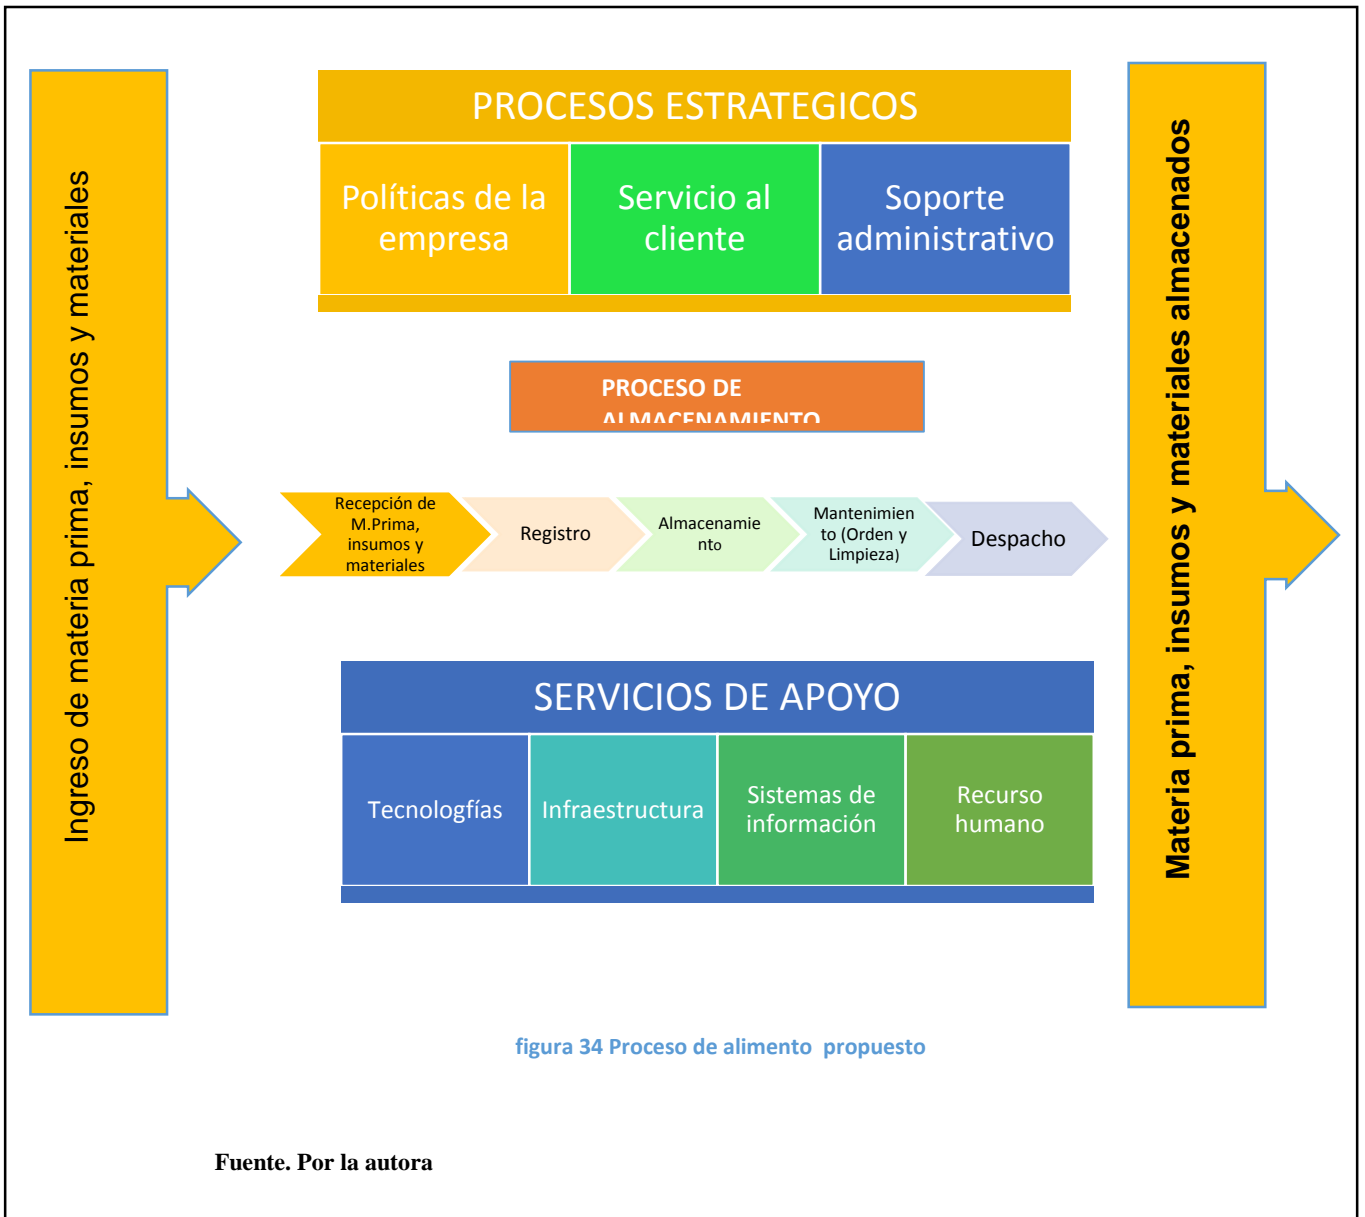 Ingreso de materia prima, insumos y materiales
PROCESOS ESTRATEGICOS
Políticas de la
empresa
Servicio al
cliente
Soporte
administrativo
PROCESO DE
ALMACENAMIENTO
Recepción de
M.Prima,
insumos y
materiales
Registro
Almacenamie
nto
Mantenimien
to (Orden y
Limpieza)
Despacho
SERVICIOS DE APOYO
Tecnologfías
Infraestructura
Sistemas de
información
Recurso
humano
Materia prima, insumos y materiales almacenados
figura 34 Proceso de alimento propuesto
Fuente. Por la autora